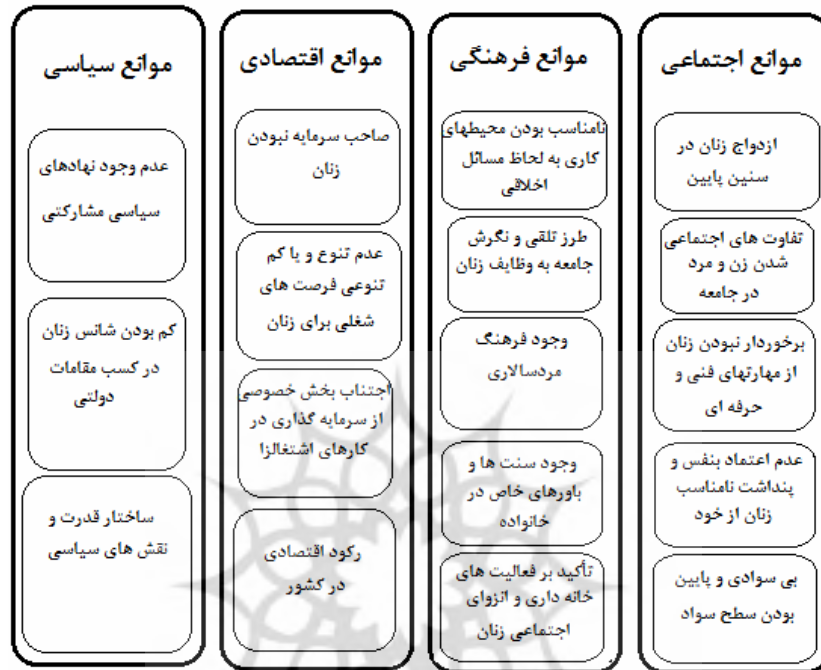 موانع اجتماعی
ازدواج زنان در
سنین پایین
تفاوت های اجتماعی
شدن زن و مرد
در جامعه
برخوردار نبودن زنان
از مهارتهای فنی و
حرفه ای
عدم اعتماد بنفس و
پنداشت نامناسب
زنان از خود
بی سوادی و پایین
بودن سطح سواد
موانع فرهنگی
نامناسب بودن محیطهای
کاری به لحاظ مسائل
اخلاقی
طرز تلقی و نگرش
جامعه به وظایف زنان
وجود فرهنگ
مردسالاری
وجود سنت ها و
باورهای خاص در
خانواده
تأکید بر فعالیت های
خانه داری و انزوای
اجتماعی زنان
موانع اقتصادی
صاحب سرمایه نبودن
زنان
عدم تنوع و یا کم
تنوعی فرصت های
شغلی برای زنان
اجتناب بخش خصوصی
از سرمایه گذاری در
کارهای اشتغالزا
رکود اقتصادی
در کشور
موانع سیاسی
عدم وجود نهادهای
سیاسی مشارکتی
کم بودن شانس زنان
در کسب مقامات
دولتی
ساختار قدرت و
نقش های سیاسی